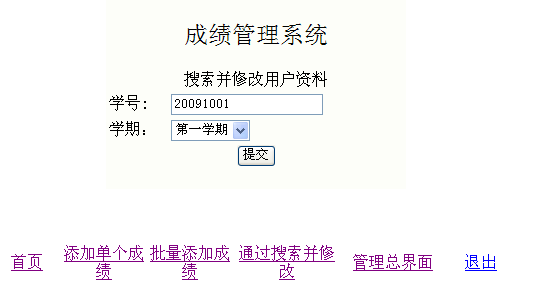 成绩管理系统
搜索并修改用户资料
学号: 20091001
学期: 第一学期
提交
首页 添加单个成 批量添加成 通过搜索并修 管理总界面 退出
绩 绩 改